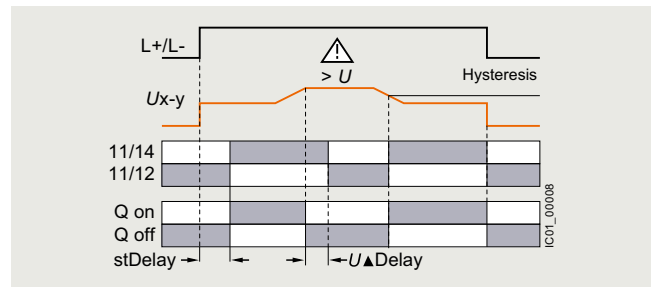 L+/L-
> U
Hysteresis
Ux-y
11/14
11/12
Q on
Q off
stDelay
U▲Delay
IC01_00008